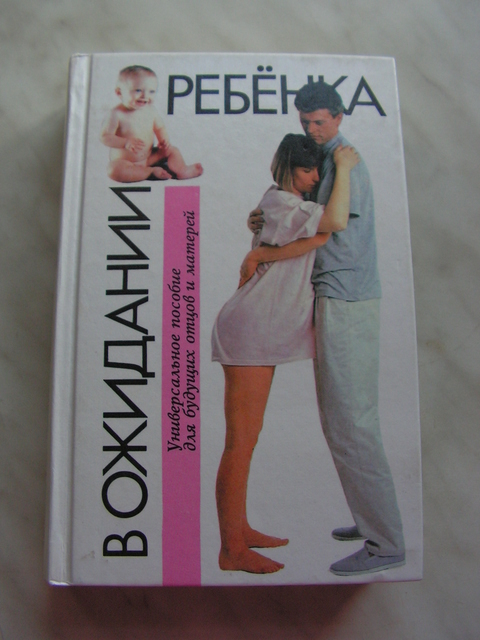 В ОЖИДАНИИ
РЕБЁНКА
Универсальное пособие
для будущих отцов и матерей